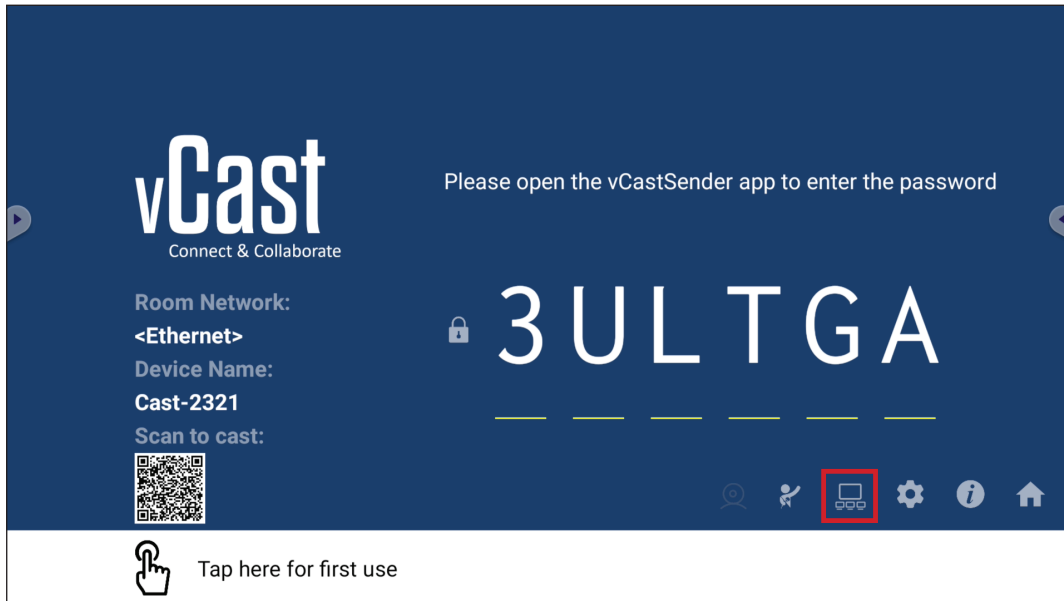 vCast
Connect & Collaborate
Please open the vCastSender app to enter the password
Room Network:
<Ethernet>
Device Name:
Cast-2321
Scan to cast:
3ULTGA
Tap here for first use